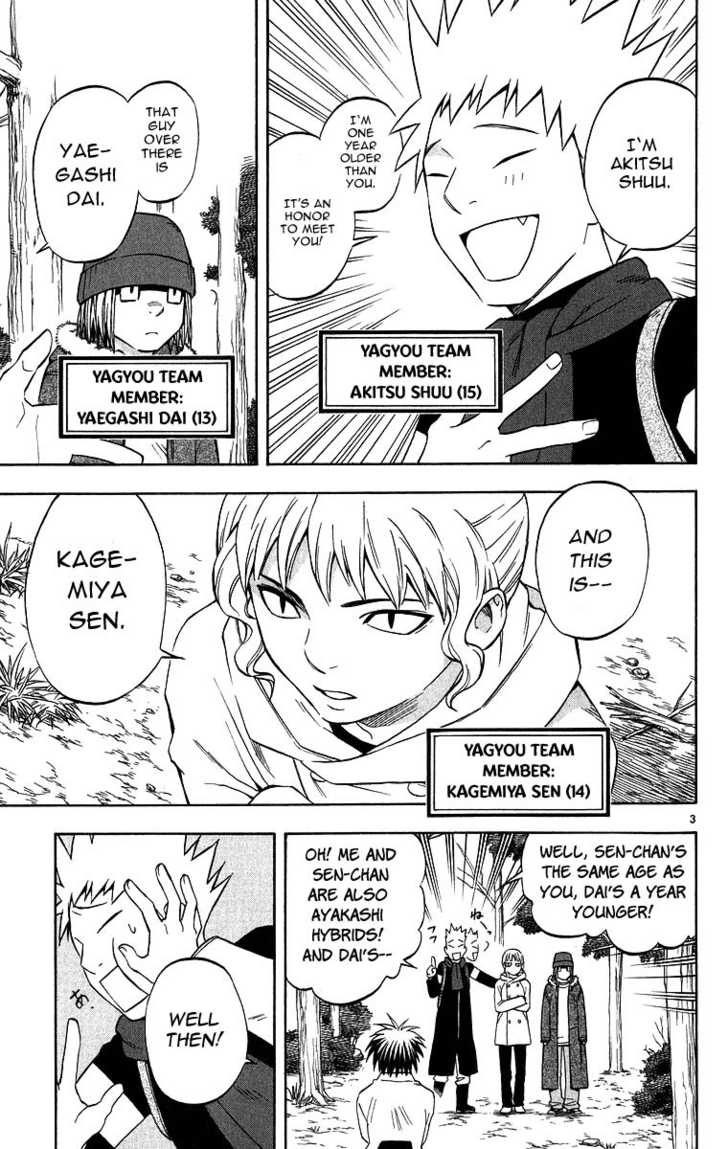 I'M
AKITSU
SHUU.
I'M
ONE
YEAR
OLDER
THAN
YOU.
IT'S AN
HONOR
TO MEET
YOU!
YAGYOU TEAM
MEMBER:
AKITSU SHUU (15)
THAT
GUY
OVER
THERE
IS
YAE-
GASHI
DAI.
YAGYOU TEAM
MEMBER:
YAEGASHI DAI (13)
AND
THIS
IS--
KAGE-
MIYA
SEN.
YAGYOU TEAM
MEMBER:
KAGEMIYA SEN (14)
3
WELL, SEN-CHAN'S
THE SAME AGE AS
YOU, DAI'S A YEAR
YOUNGER!
ね
OH! ME AND
SEN-CHAN
ARE ALSO
AYAKASHI
HYBRIDS!
AND DAI'S--
WELL
THEN!